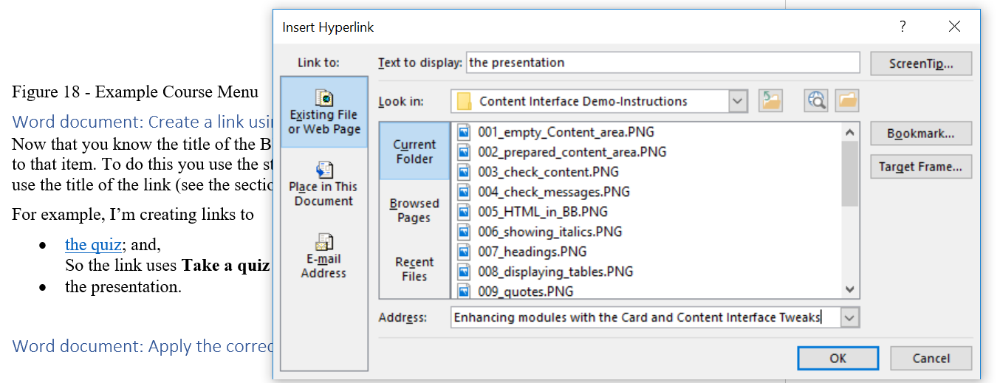 Figure 18 - Example Course Menu
Word document: Create a link usi
Now that you know the title of the B
to that item. To do this you use the st
use the title of the link (see the sectio
For example, I’m creating links to
• the quiz; and,
So the link uses Take a quiz
• the presentation.
Word document: Apply the correc
Insert Hyperlink
?
Link to:
Existing File
or Web Page
Place in This
Document
E-mail
Address
Text to display: the presentation
ScreenTip...
Look in: Content Interface Demo-Instructions
Current
Folder
Browsed
Pages
Recent
Files
001_empty_Content_area.PNG
002_prepared_content_area.PNG
003_check_content.PNG
004_check_messages.PNG
005_HTML_in_BB.PNG
006_showing_italics.PNG
007_headings.PNG
008_displaying_tables.PNG
009_quotes.PNG
Bookmark...
Target Frame...
Address: Enhancing modules with the Card and Content Interface Tweaks
OK Cancel